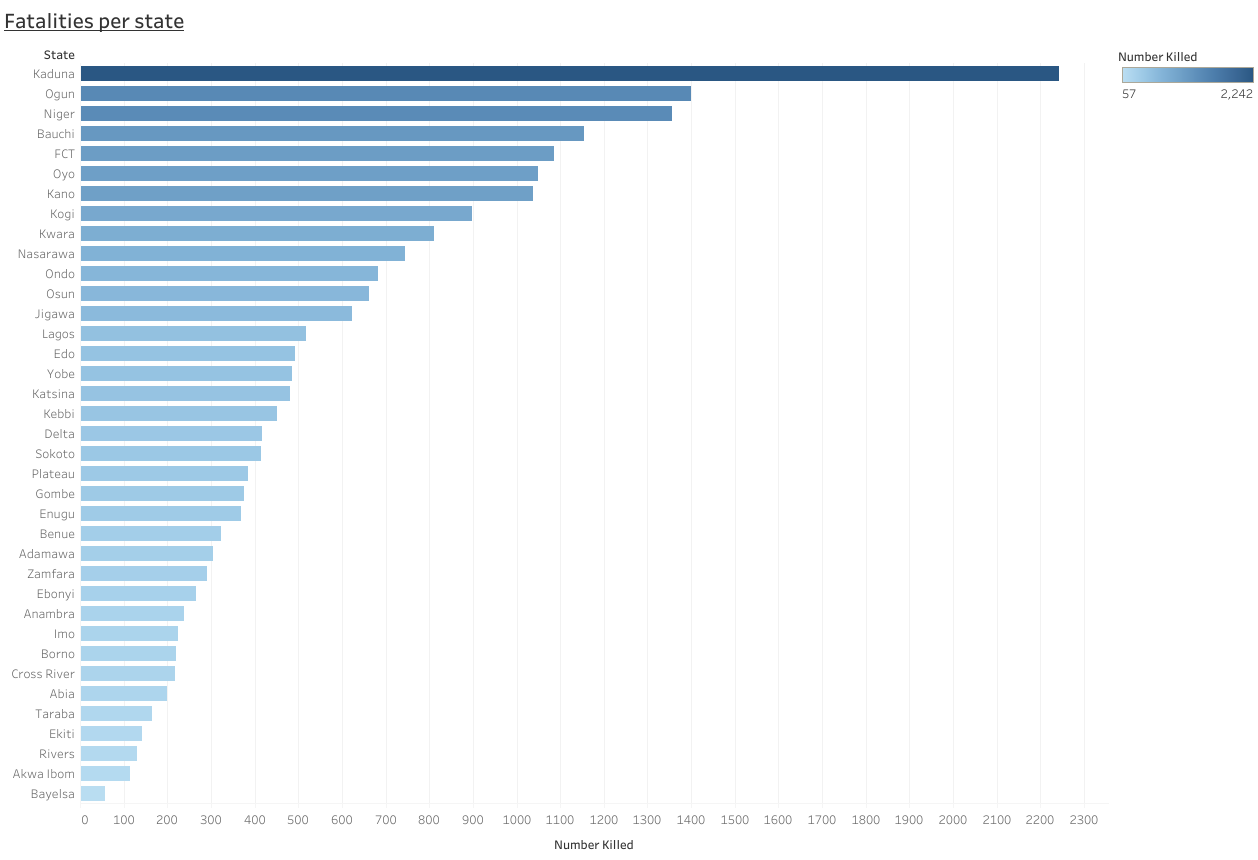 Fatalities per state
State
Number Killed
57 2,242
Kaduna
Ogun
Niger
Bauchi
FCT
Oyo
Kano
Kogi
Kwara
Nasarawa
Ondo
Osun
Jigawa
Lagos
Edo
Yobe
Katsina
Kebbi
Delta
Sokoto
Plateau
Gombe
Enugu
Benue
Adamawa
Zamfara
Ebonyi
Anambra
Imo
Borno
Cross River
Abia
Taraba
Ekiti
Rivers
Akwa Ibom
Bayelsa
0 100 200 300 400 500 600 700 800 900 1000 1100 1200 1300 1400 1500 1600 1700 1800 1900 2000 2100 2200 2300
Number Killed